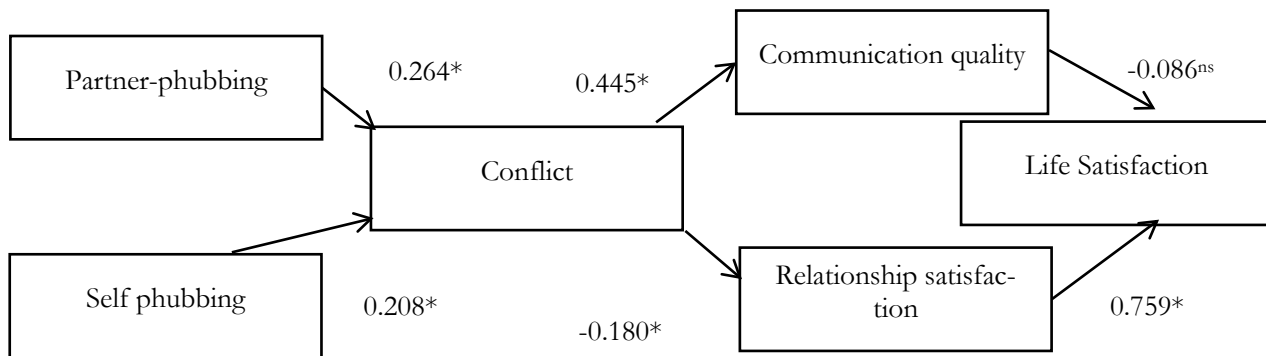 Partner-phubbing
0.264*
0.445*
Communication quality
-0.086ns
Conflict
Life Satisfaction
Self phubbing
0.208*
-0.180*
Relationship satisfac-
tion
0.759*